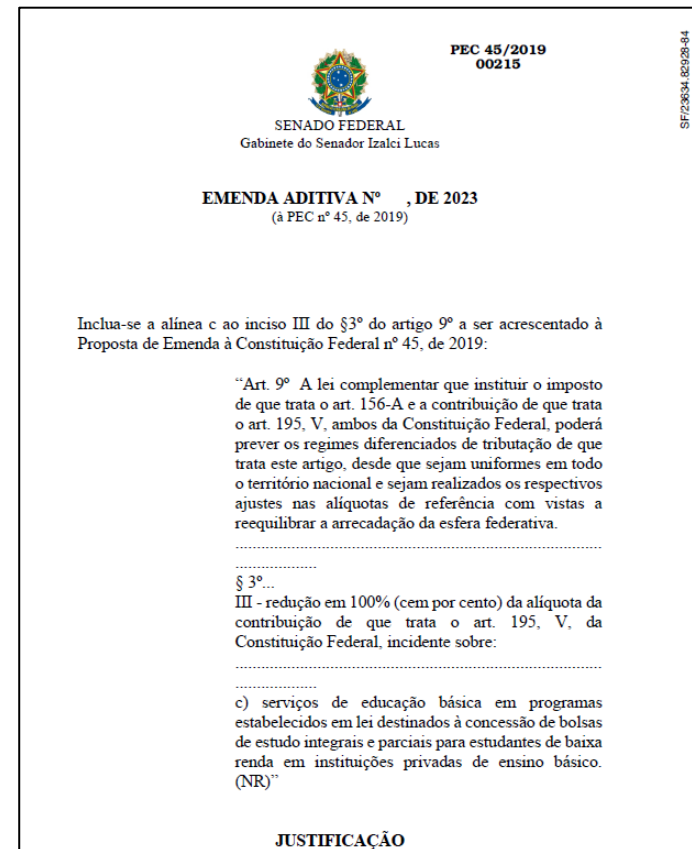 PEC 45/2019
00215
SF/23634.82928-84
SENADO FEDERAL
Gabinete do Senador Izalci Lucas
EMENDA ADITIVA Nº , DE 2023
(à PEC nº 45, de 2019)
Inclua-se a alínea c ao inciso III do §3º do artigo 9º a ser acrescentado à
Proposta de Emenda à Constituição Federal nº 45, de 2019:
“Art. 9º A lei complementar que instituir o imposto
de que trata o art. 156-A e a contribuição de que trata
o art. 195, V, ambos da Constituição Federal, poderá
prever os regimes diferenciados de tributação de que
trata este artigo, desde que sejam uniformes em todo
o território nacional e sejam realizados os respectivos
ajustes nas alíquotas de referência com vistas a
reequilibrar a arrecadação da esfera federativa.
....................................................................................
...................
§ 3º...
III - redução em 100% (cem por cento) da alíquota da
contribuição de que trata o art. 195, V, da
Constituição Federal, incidente sobre:
....................................................................................
...................
c) serviços de educação básica em programas
estabelecidos em lei destinados à concessão de bolsas
de estudo integrais e parciais para estudantes de baixa
renda em instituições privadas de ensino básico.
(NR)”
JUSTIFICAÇÃO